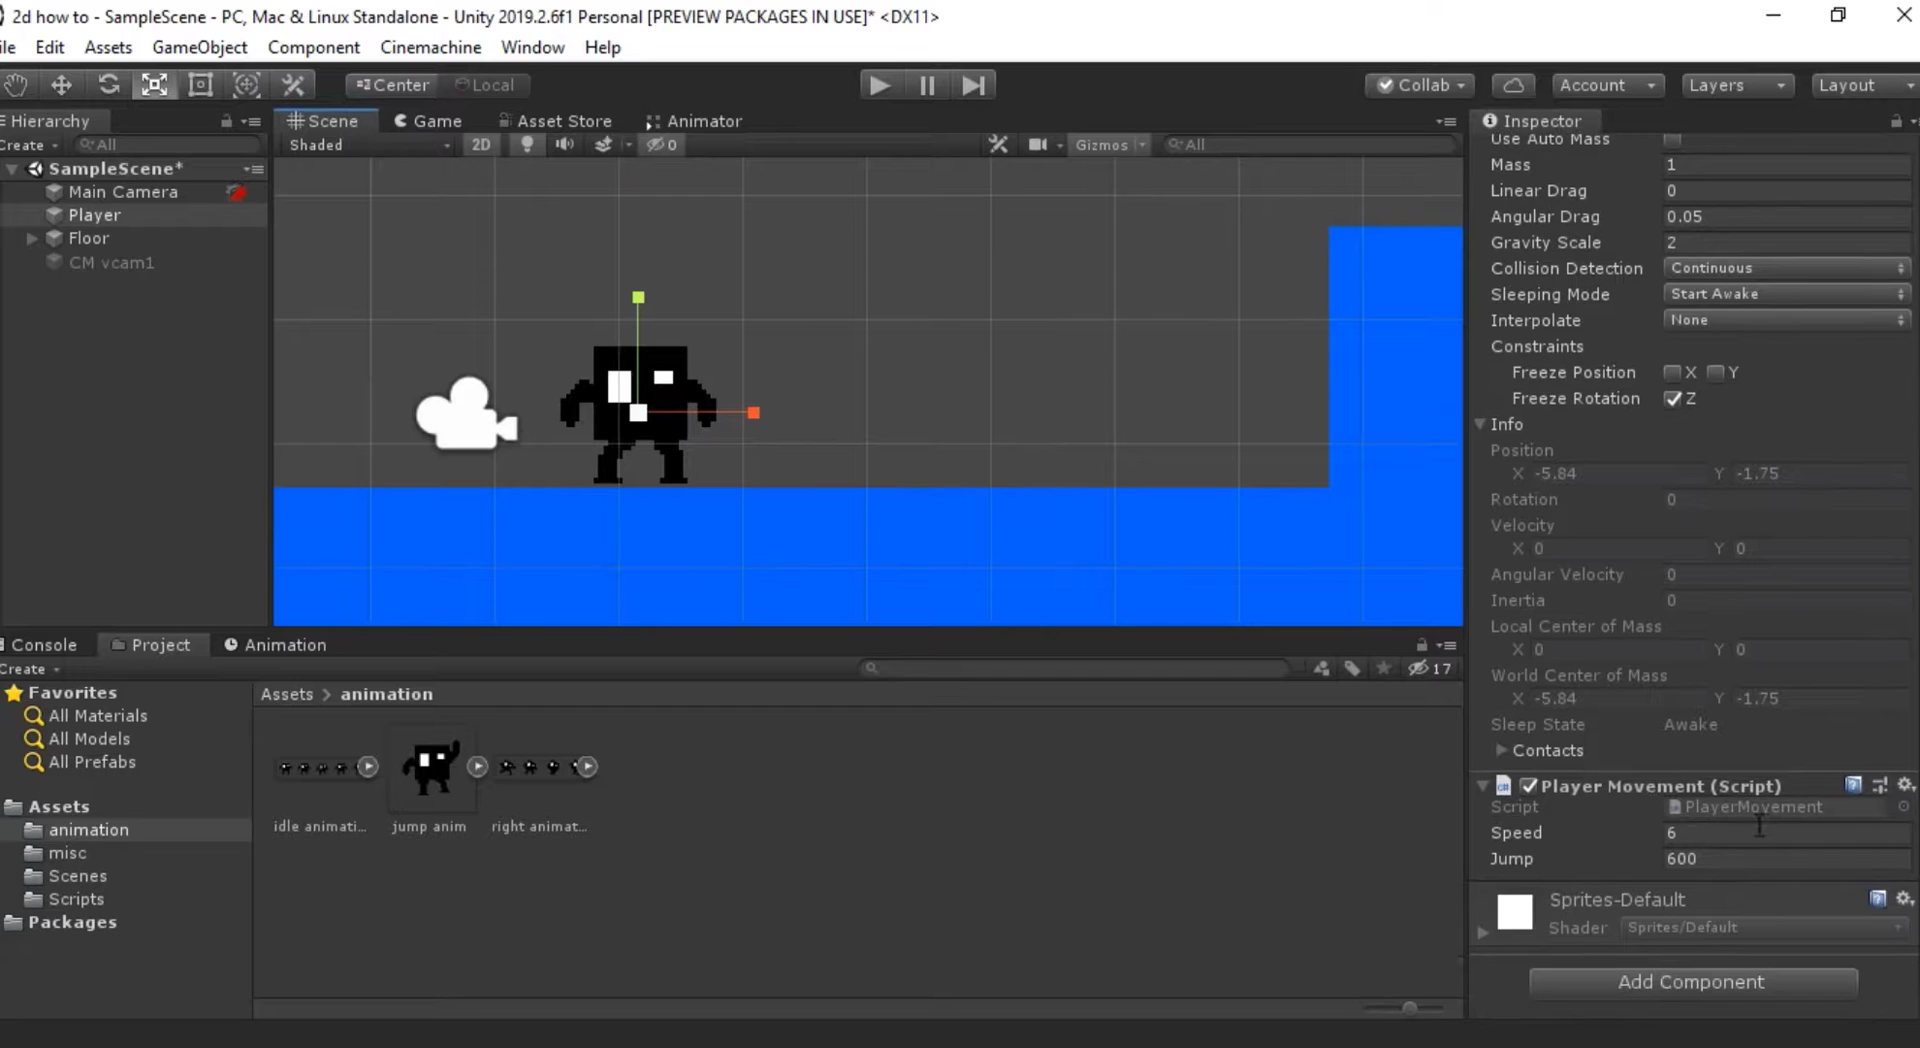 2d how to - SampleScene - PC, Mac & Linux Standalone - Unity 2019.2.6f1 Personal [PREVIEW PACKAGES IN USE]* <DX11>
ile Edit Assets GameObject Component Cinemachine Window Help
Center Local Collab Account Layers Layout
Hierarchy
Create All
SampleScene*
Main Camera
Player
Floor
CM vcam1
Scene Game Asset Store Animator
Shaded 2D 0 Gizmos All
Inspector
Use Auto Mass
Mass 1
Linear Drag 0
Angular Drag 0.05
Gravity Scale 2
Collision Detection Continuous
Sleeping Mode Start Awake
Interpolate None
Constraints
Freeze Position X Y
Freeze Rotation Z
Info
Position
X -5.84 Y -1.75
Rotation 0
Velocity
X 0 Y 0
Angular Velocity 0
Inertia 0
Local Center of Mass
X 0 Y 0
World Center of Mass
X -5.84 Y -1.75
Sleep State Awake
Contacts
Player Movement (Script)
Script PlayerMovement
Speed 6
Jump 600
Sprites-Default
Shader Sprites/Default
Add Component
Console Project Animation
Create 17
Favorites
All Materials
All Models
All Prefabs
Assets
animation
misc
Scenes
Scripts
Packages
Assets > animation
idle animati... jump anim right animat...